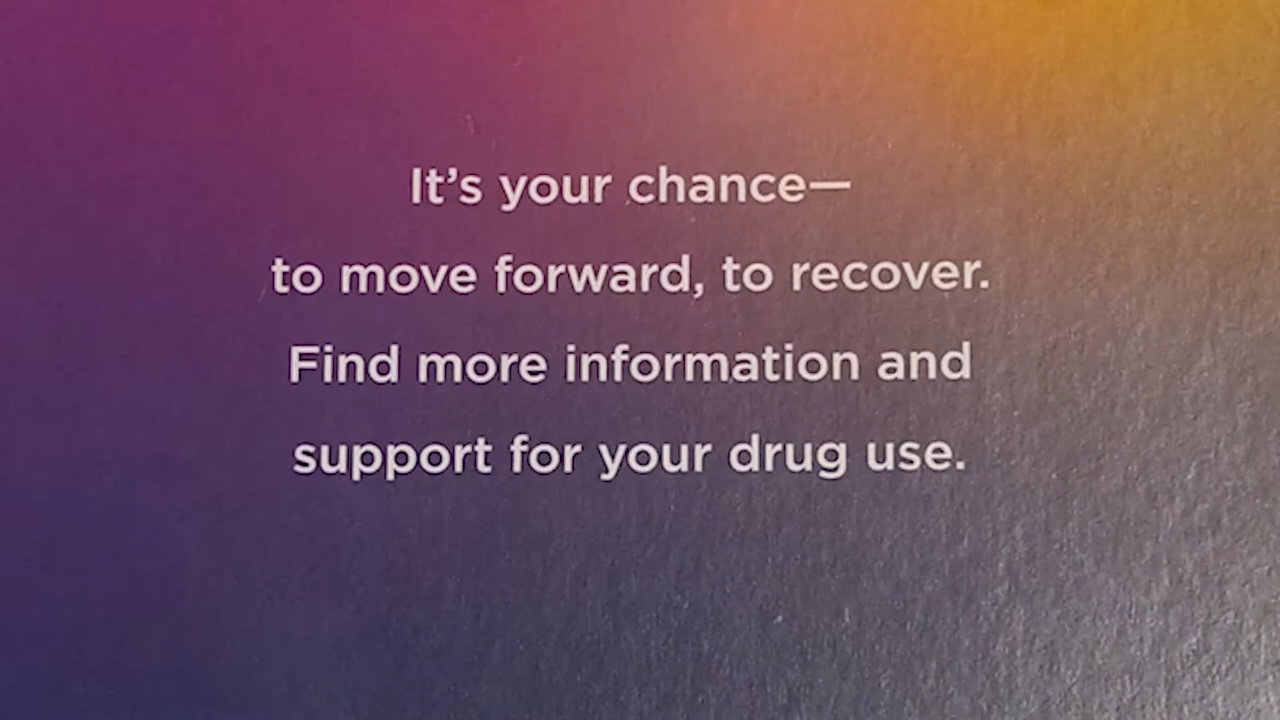 It's your chance—
to move forward, to recover.
Find more information and
support for your drug use.